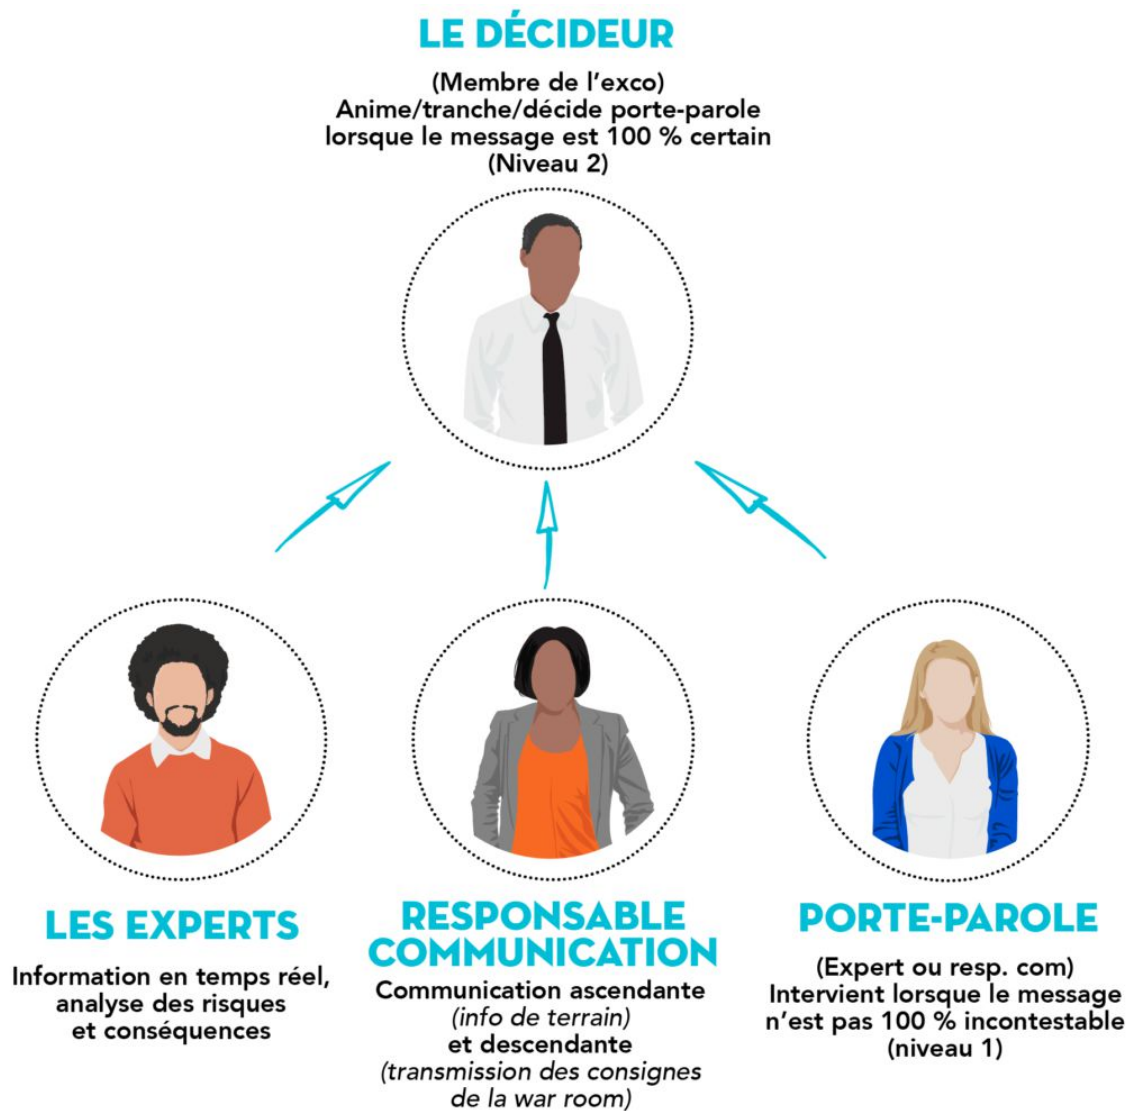 LE DÉCIDEUR
(Membre de l'exco)
Anime/tranche/décide porte-parole
lorsque le message est 100 % certain
(Niveau 2)
LES EXPERTS
Information en temps réel,
analyse des risques
et conséquences
RESPONSABLE
COMMUNICATION
Communication ascendante
(info de terrain)
et descendante
(transmission des consignes
de la war room)
PORTE-PAROLE
(Expert ou resp. com)
Intervient lorsque le message
n'est pas 100 % incontestable
(niveau 1)